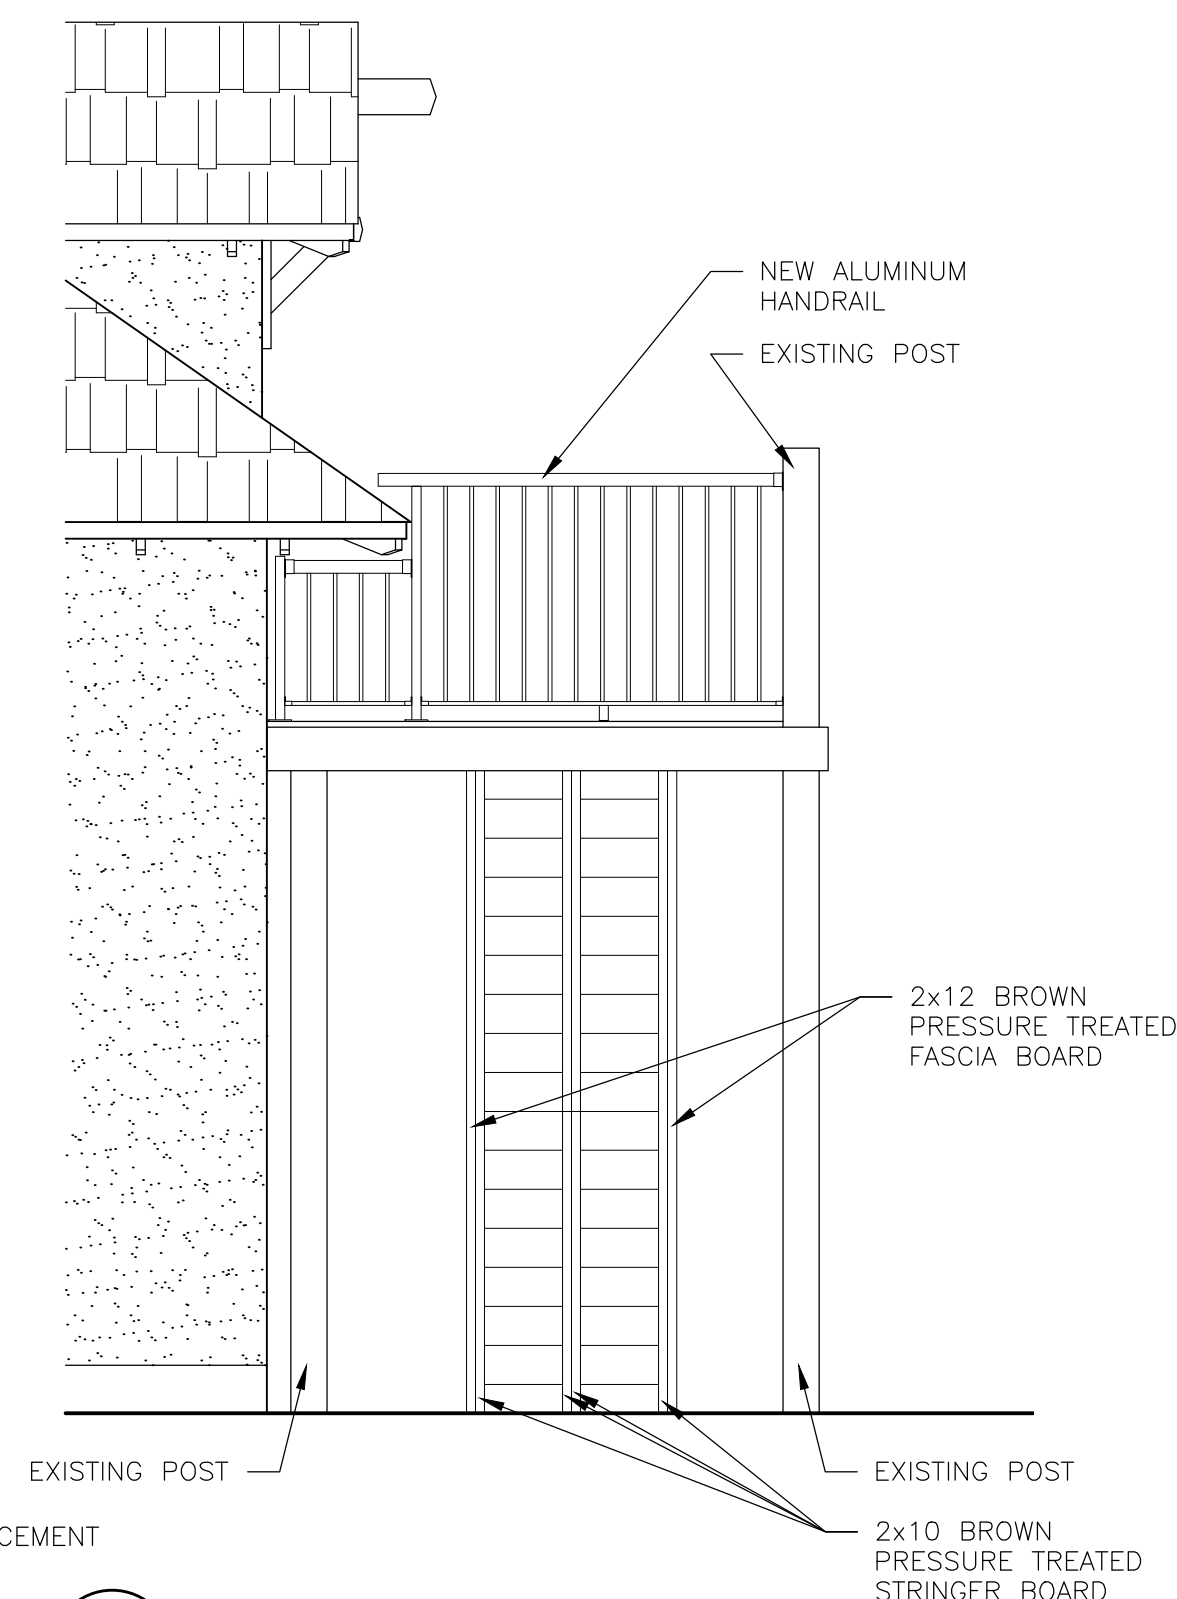 NEW ALUMINUM
HANDRAIL
EXISTING POST
2x12 BROWN
PRESSURE TREATED
FASCIA BOARD
EXISTING POST
EXISTING POST
CEMENT
2x10 BROWN
PRESSURE TREATED
STRINGER BOARD